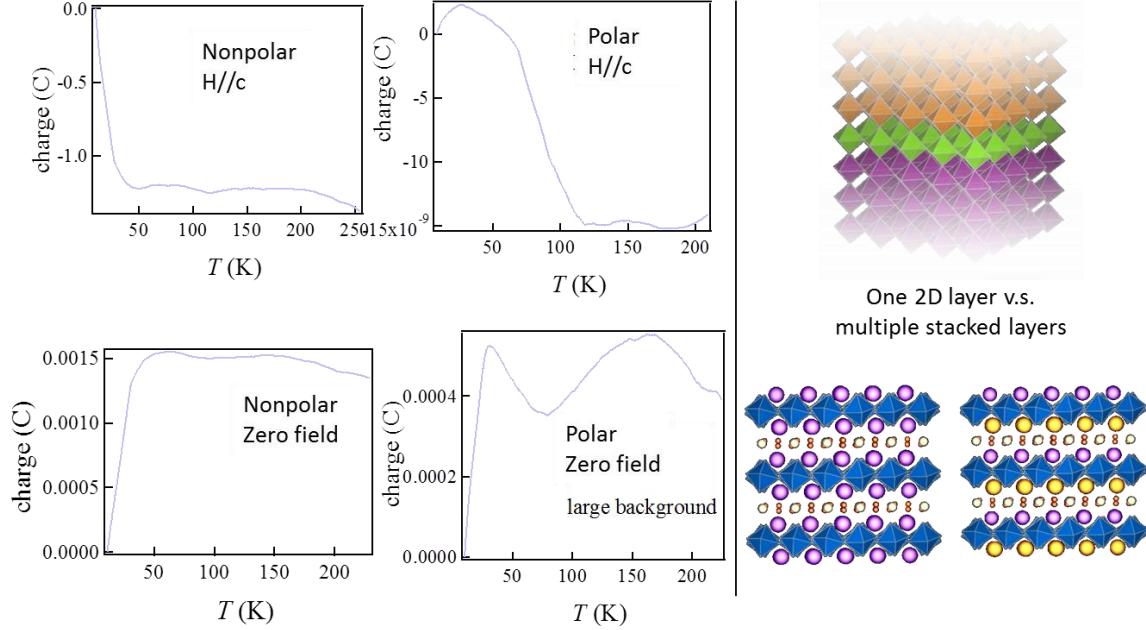 0.0
-0.5
-1.0
charge (C)
Nonpolar
H//c
50
100
150
200
250
T (K)
0
-5
-10
-15x10
-9
charge (C)
Polar
H//c
50
100
150
200
T (K)
One 2D layer v.s.
multiple stacked layers
0.0015
0.0010
0.0005
0.0000
charge (C)
Nonpolar
Zero field
50
100
150
200
T (K)
0.0004
0.0002
0.0000
charge (C)
Polar
Zero field
large background
50
100
150
200
T (K)